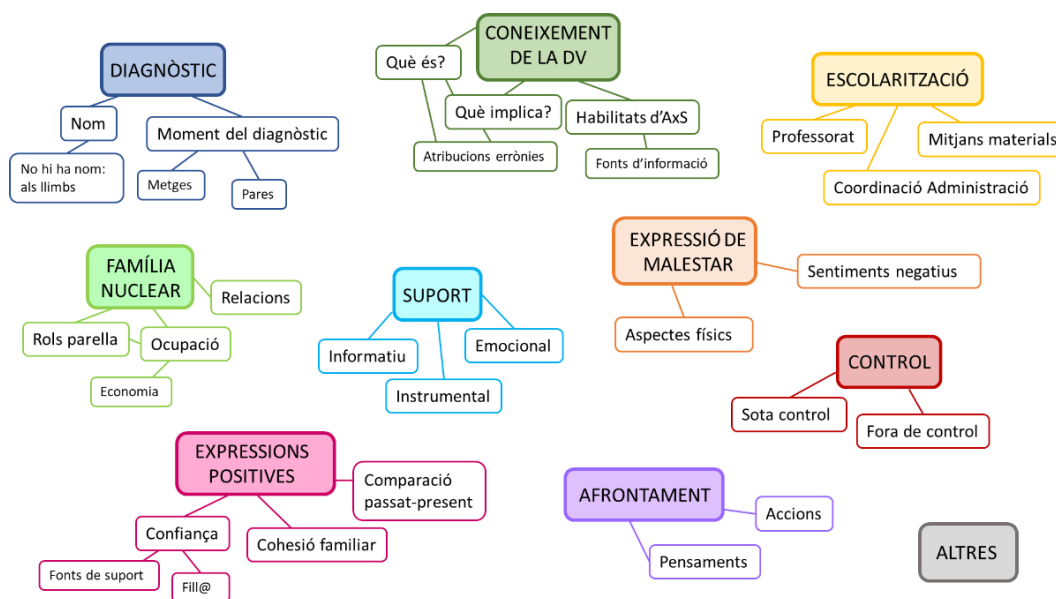 DIAGNÒSTIC
Nom
Moment del diagnòstic
No hi ha nom:
als llimbs
Metges
Pares
CONEIXEMENT
DE LA DV
Què és?
Què implica?
Habilitats d’AxS
Atribucions errònies
Fonts d’informació
ESCOLARITZACIÓ
Professorat
Mitjans materials
Coordinació Administració
FAMÍLIA
NUCLEAR
Relacions
Rols parella
Ocupació
Economia
SUPORT
Informatiu
Emocional
Instrumental
EXPRESSIÓ DE
MALESTAR
Sentiments negatius
Aspectes físics
CONTROL
Sota control
Fora de control
EXPRESSIONS
POSITIVES
Comparació
passat-present
Confiança
Cohesió familiar
Fonts de suport
Fill@
AFRONTAMENT
Accions
Pensaments
ALTRES